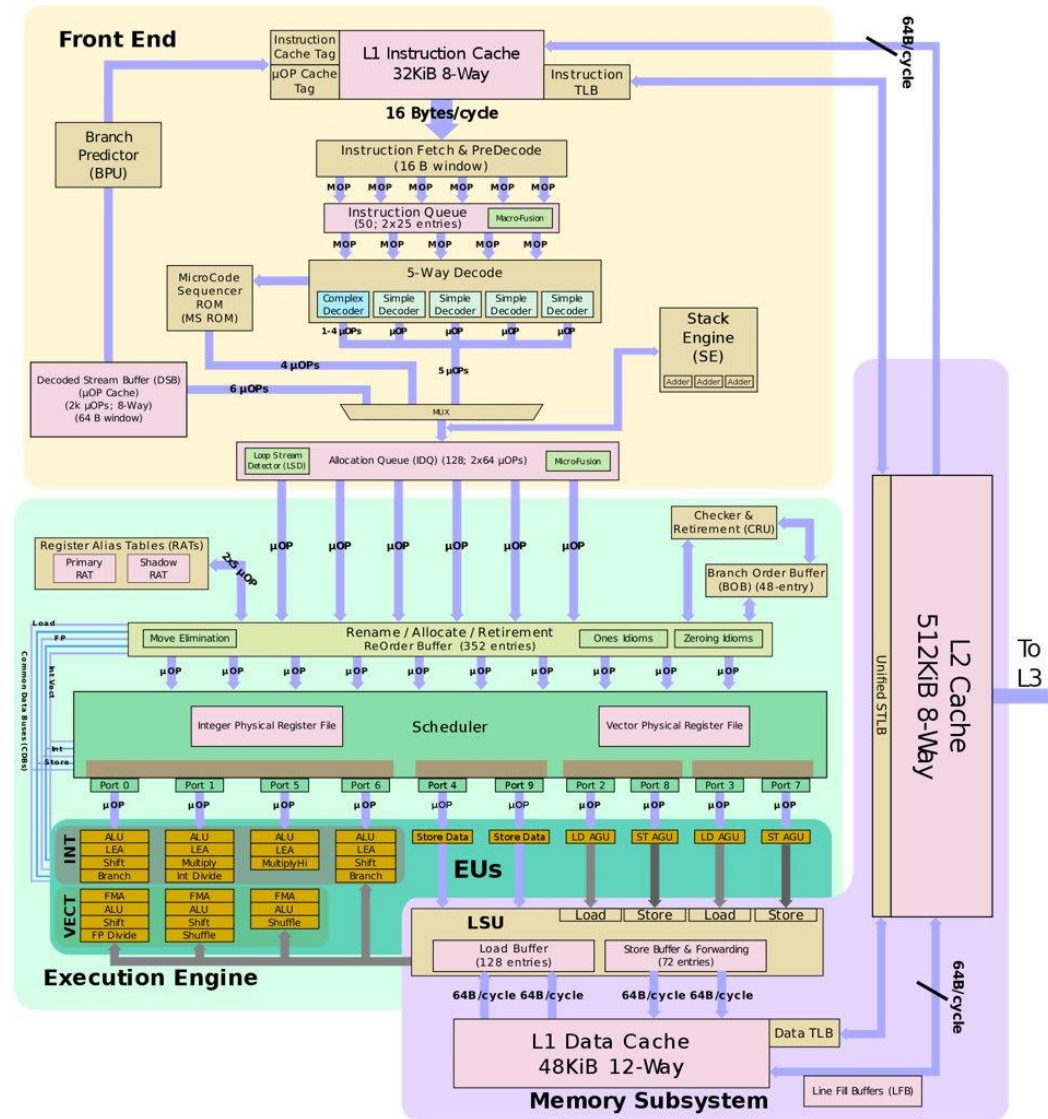 Front End
Instruction
Cache Tag
µOP Cache
Tag
L1 Instruction Cache
32KiB 8-Way
Instruction
TLB
64B/cycle
16 Bytes/cycle
Branch
Predictor
(BPU)
Instruction Fetch & PreDecode
(16 B window)
MOP MOP MOP MOP MOP MOP
Instruction Queue
(50; 2x25 entries)
Macro-Fusion
MOP MOP MOP MOP MOP
5-Way Decode
Complex
Decoder
Simple
Decoder
Simple
Decoder
Simple
Decoder
Simple
Decoder
1-4 µOPs µOP µOP µOP µOP
MicroCode
Sequencer
ROM
(MS ROM)
Stack
Engine
(SE)
Adder Adder Adder
4 µOPs
5 µOPs
6 µOPs
Decoded Stream Buffer (DSB)
(µOP Cache)
(2k µOPs; 8-Way)
(64 B window)
MUX
Loop Stream
Detector (LSD)
Allocation Queue (IDQ) (128; 2x64 µOPs)
Micro-Fusion
µOP µOP µOP µOP µOP µOP
Register Alias Tables (RATs)
Primary
RAT
Shadow
RAT
2x5 µOP
Checker &
Retirement (CRU)
Branch Order Buffer
(BOB) (48-entry)
Load
FP
Int Vect
Common Data Buses (CDBs)
Int
Store
Move Elimination
Rename / Allocate / Retirement
ReOrder Buffer (352 entries)
Ones Idioms
Zeroing Idioms
µOP µOP µOP µOP µOP µOP µOP µOP µOP µOP
Integer Physical Register File
Scheduler
Vector Physical Register File
Port 0 Port 1 Port 5 Port 6 Port 4 Port 9 Port 2 Port 8 Port 3 Port 7
µOP µOP µOP µOP µOP µOP µOP µOP µOP µOP
INT
ALU
LEA
Shift
Branch
ALU
LEA
Multiply
Int Divide
ALU
LEA
MultiplyHi
ALU
LEA
Shift
Branch
Store Data
Store Data
LD AGU
ST AGU
LD AGU
ST AGU
EUs
VECT
FMA
ALU
Shift
FP Divide
FMA
ALU
Shift
Shuffle
FMA
ALU
Shuffle
Execution Engine
LSU
Load Store Load Store
Load Buffer
(128 entries)
Store Buffer & Forwarding
(72 entries)
64B/cycle 64B/cycle 64B/cycle 64B/cycle
L1 Data Cache
48KiB 12-Way
Data TLB
Line Fill Buffers (LFB)
64B/cycle
Memory Subsystem
Unified STLB
L2 Cache
512KiB 8-Way
To
L3